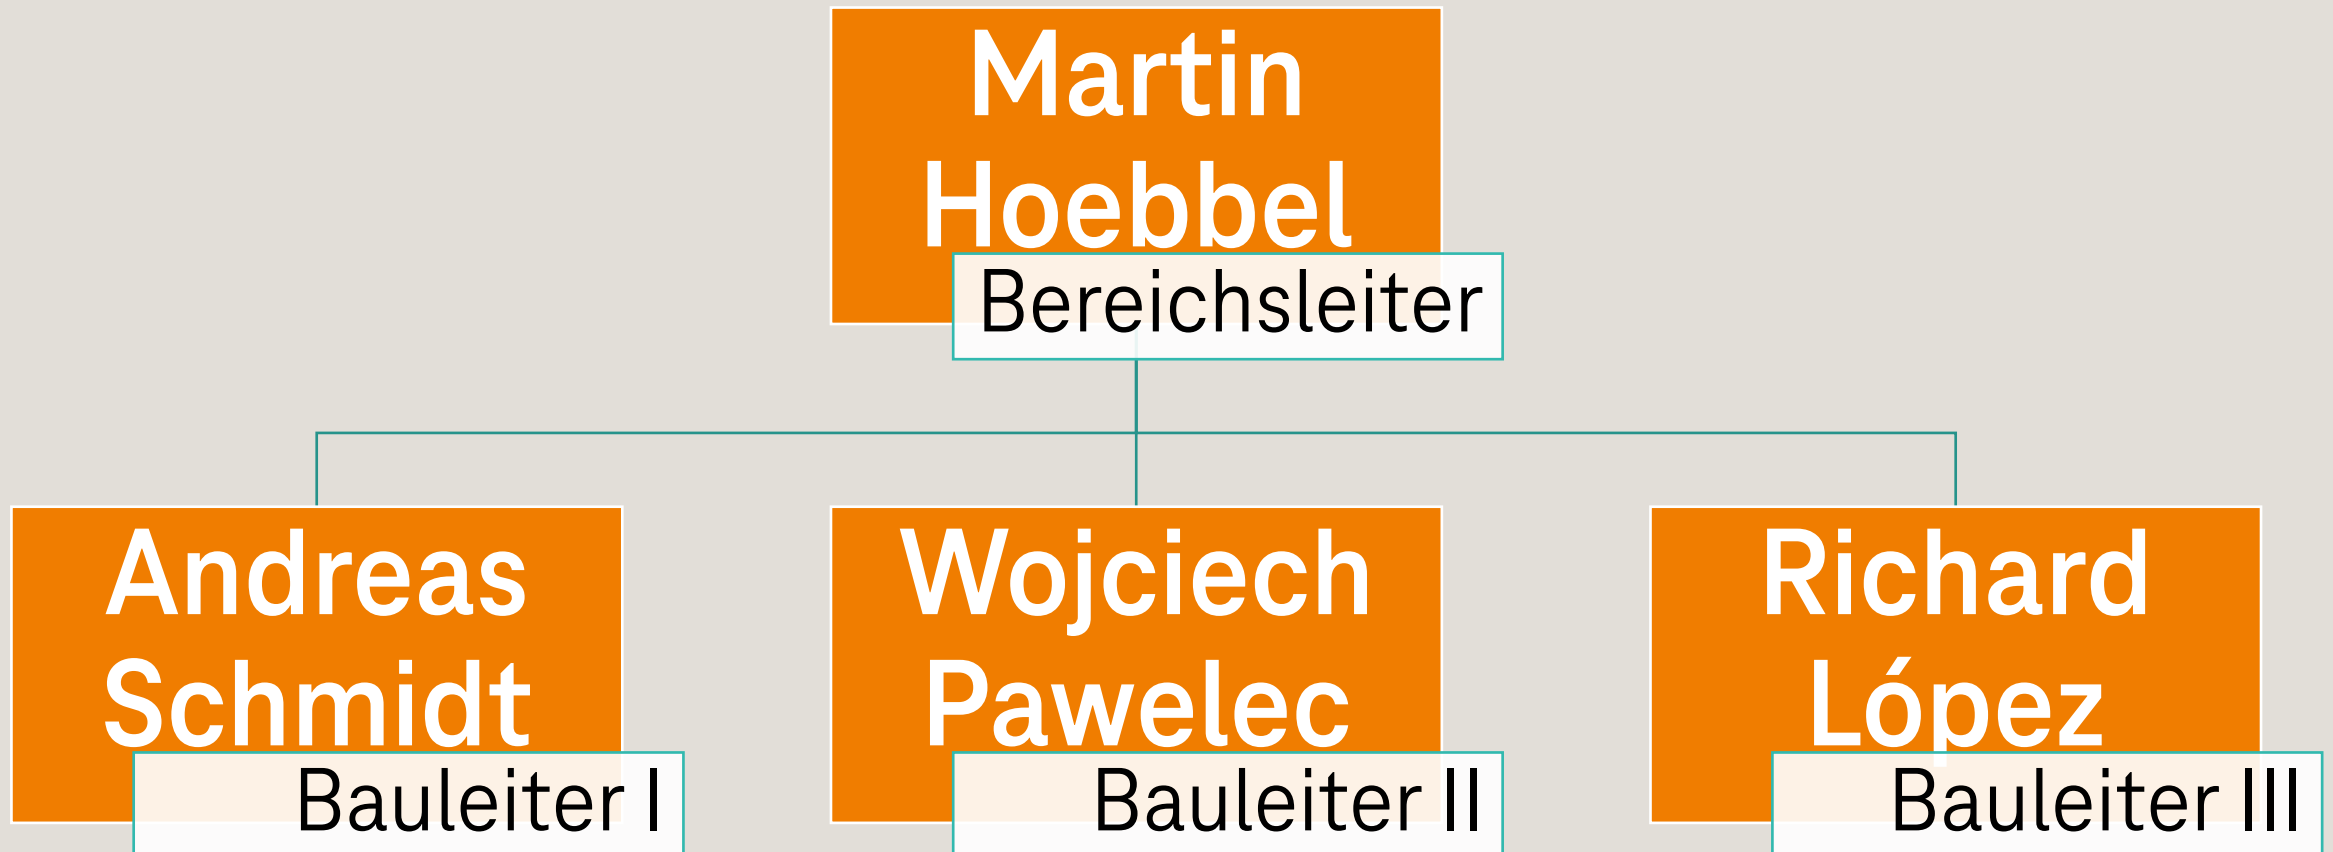 Martin
Hoebbel
Bereichsleiter
Andreas
Schmidt
Bauleiter I
Wojciech
Pawelec
Bauleiter II
Richard
López
Bauleiter III